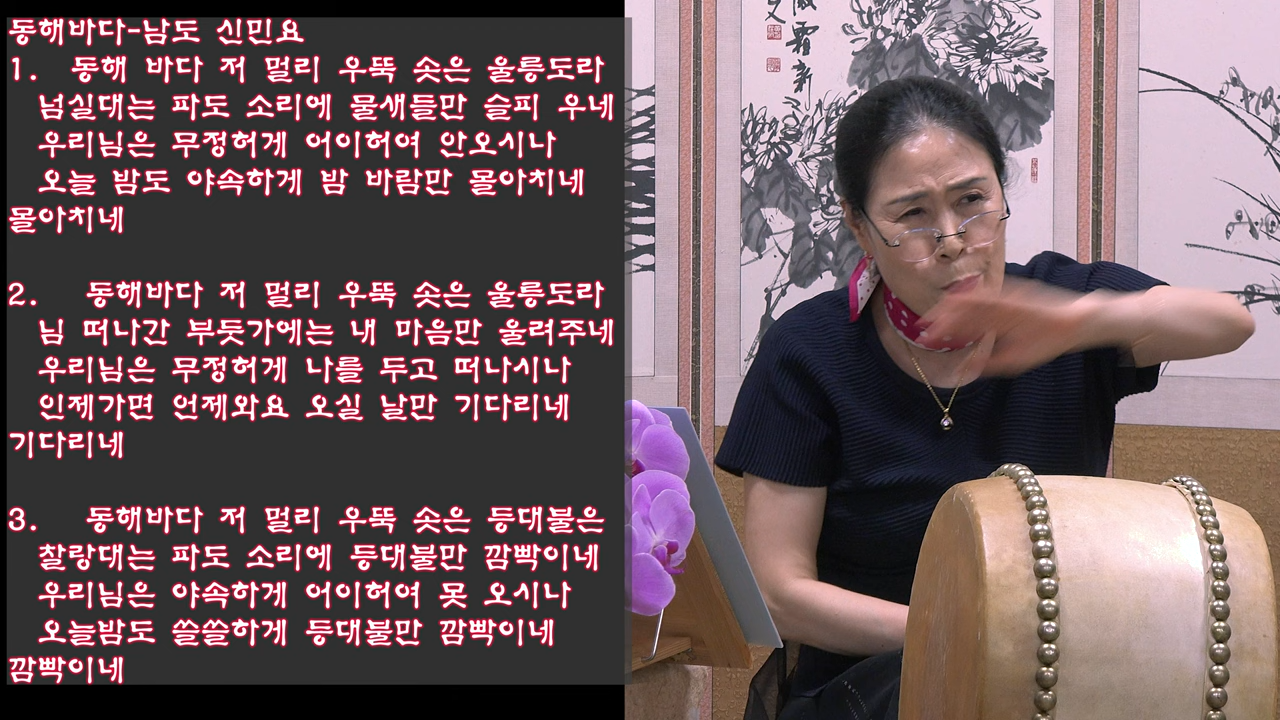 동해바다-남도 신민요
1. 동해 바다 저 멀리 우뚝 솟은 울릉도라
넘실대는 파도 소리에 물새들만 슬피 우네
우리님은 무정허게 어이허여 안오시나
오늘 밤도 야속하게 밤 바람만 몰아치네
몰아치네
2. 동해바다 저 멀리 우뚝 솟은 울릉도라
님 떠나간 부둣가에는 내 마음만 울려주네
우리님은 무정허게 나를 두고 떠나시나
인제가면 언제와요 오실 날만 기다리네
기다리네
3. 동해바다 저 멀리 우뚝 솟은 등대불은
찰랑대는 파도 소리에 등대불만 깜빡이네
우리님은 야속하게 어이허여 못 오시나
오늘밤도 쓸쓸하게 등대불만 깜빡이네
깜빡이네
霜
新